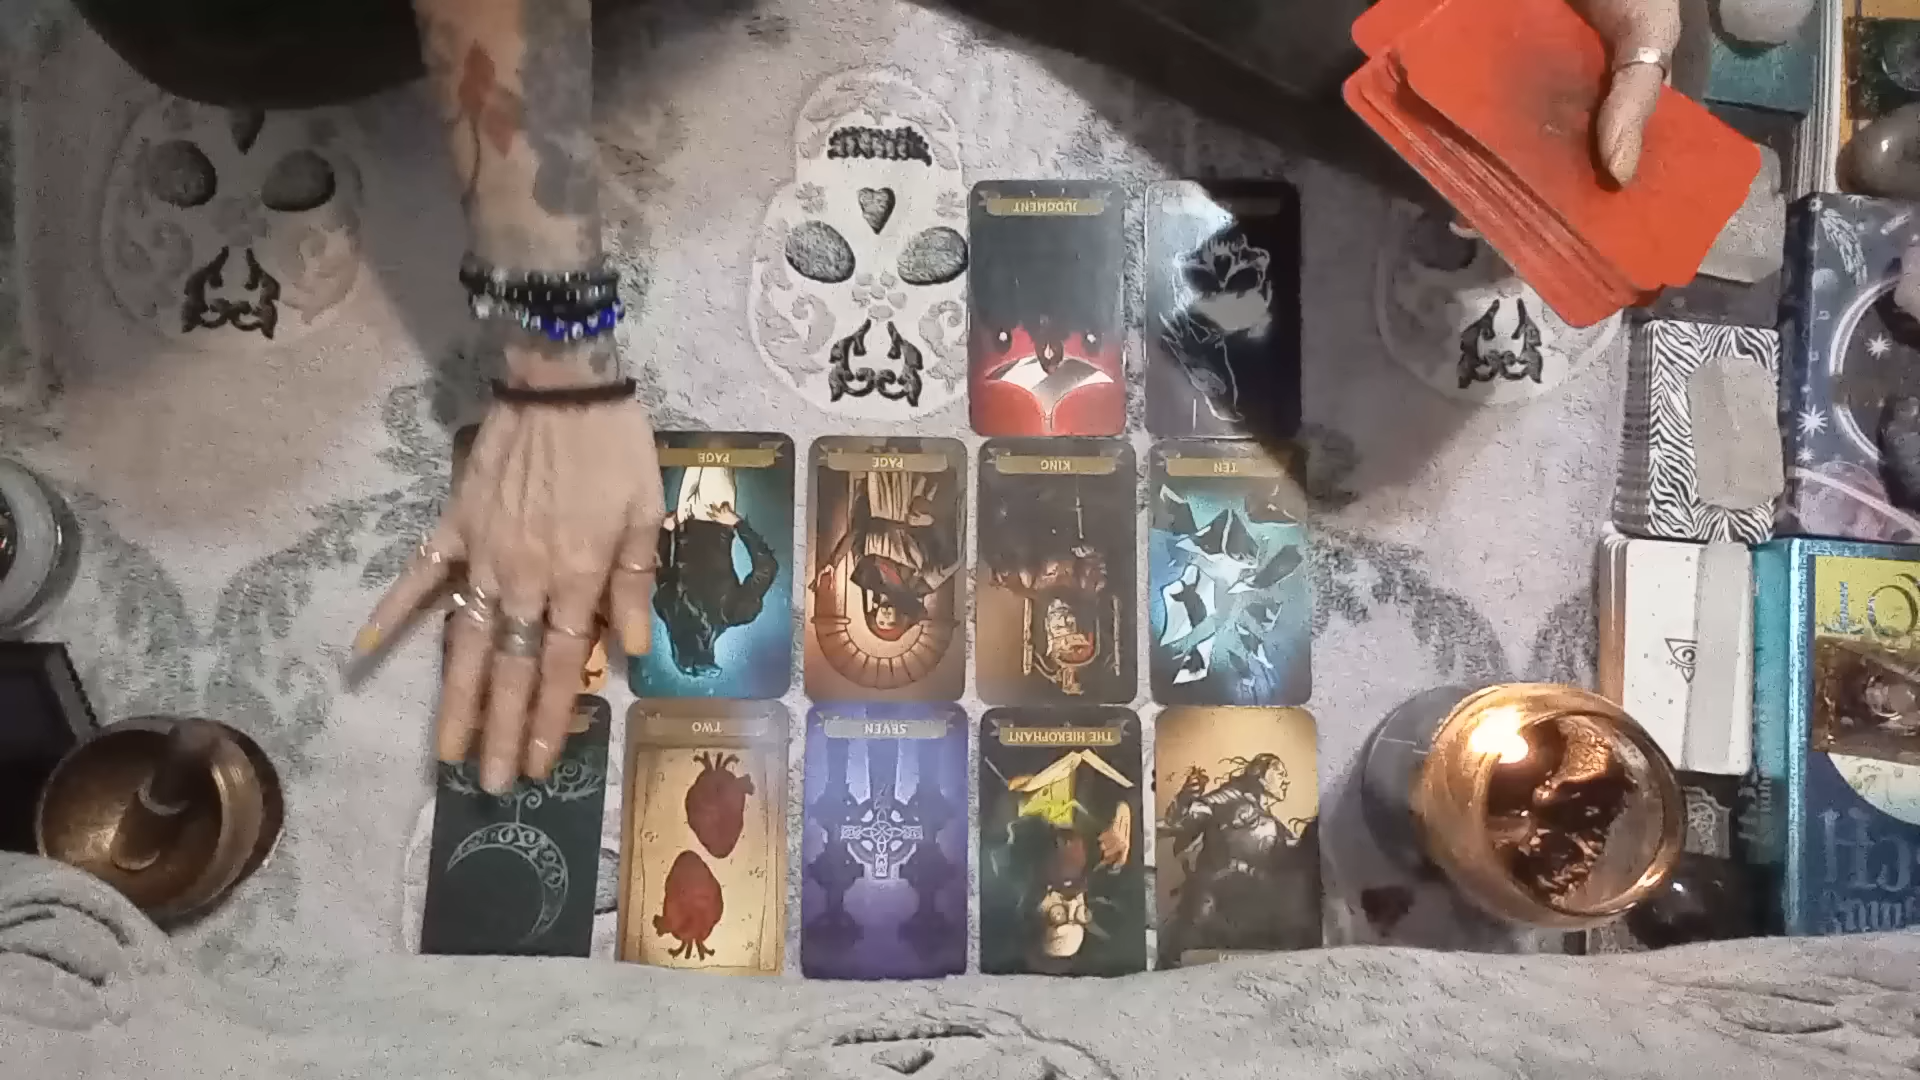 JUDGMENT
PAGE
PAGE
KING
TEN
TWO
SEVEN
THE HIEROPHANT